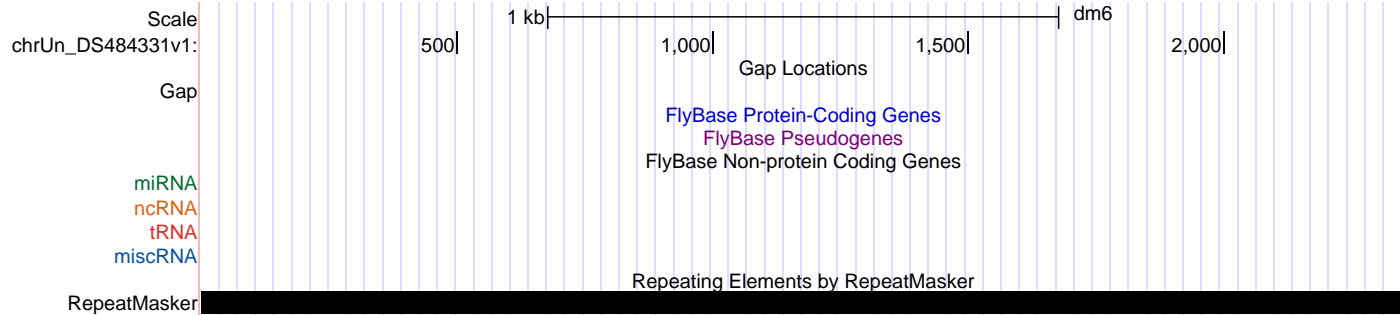 Scale 1 kb dm6
chrUn_DS484331v1: 500 1,000 1,500 2,000
Gap Locations
Gap
FlyBase Protein-Coding Genes
FlyBase Pseudogenes
FlyBase Non-protein Coding Genes
miRNA
ncRNA
tRNA
miscRNA
Repeating Elements by RepeatMasker
RepeatMasker